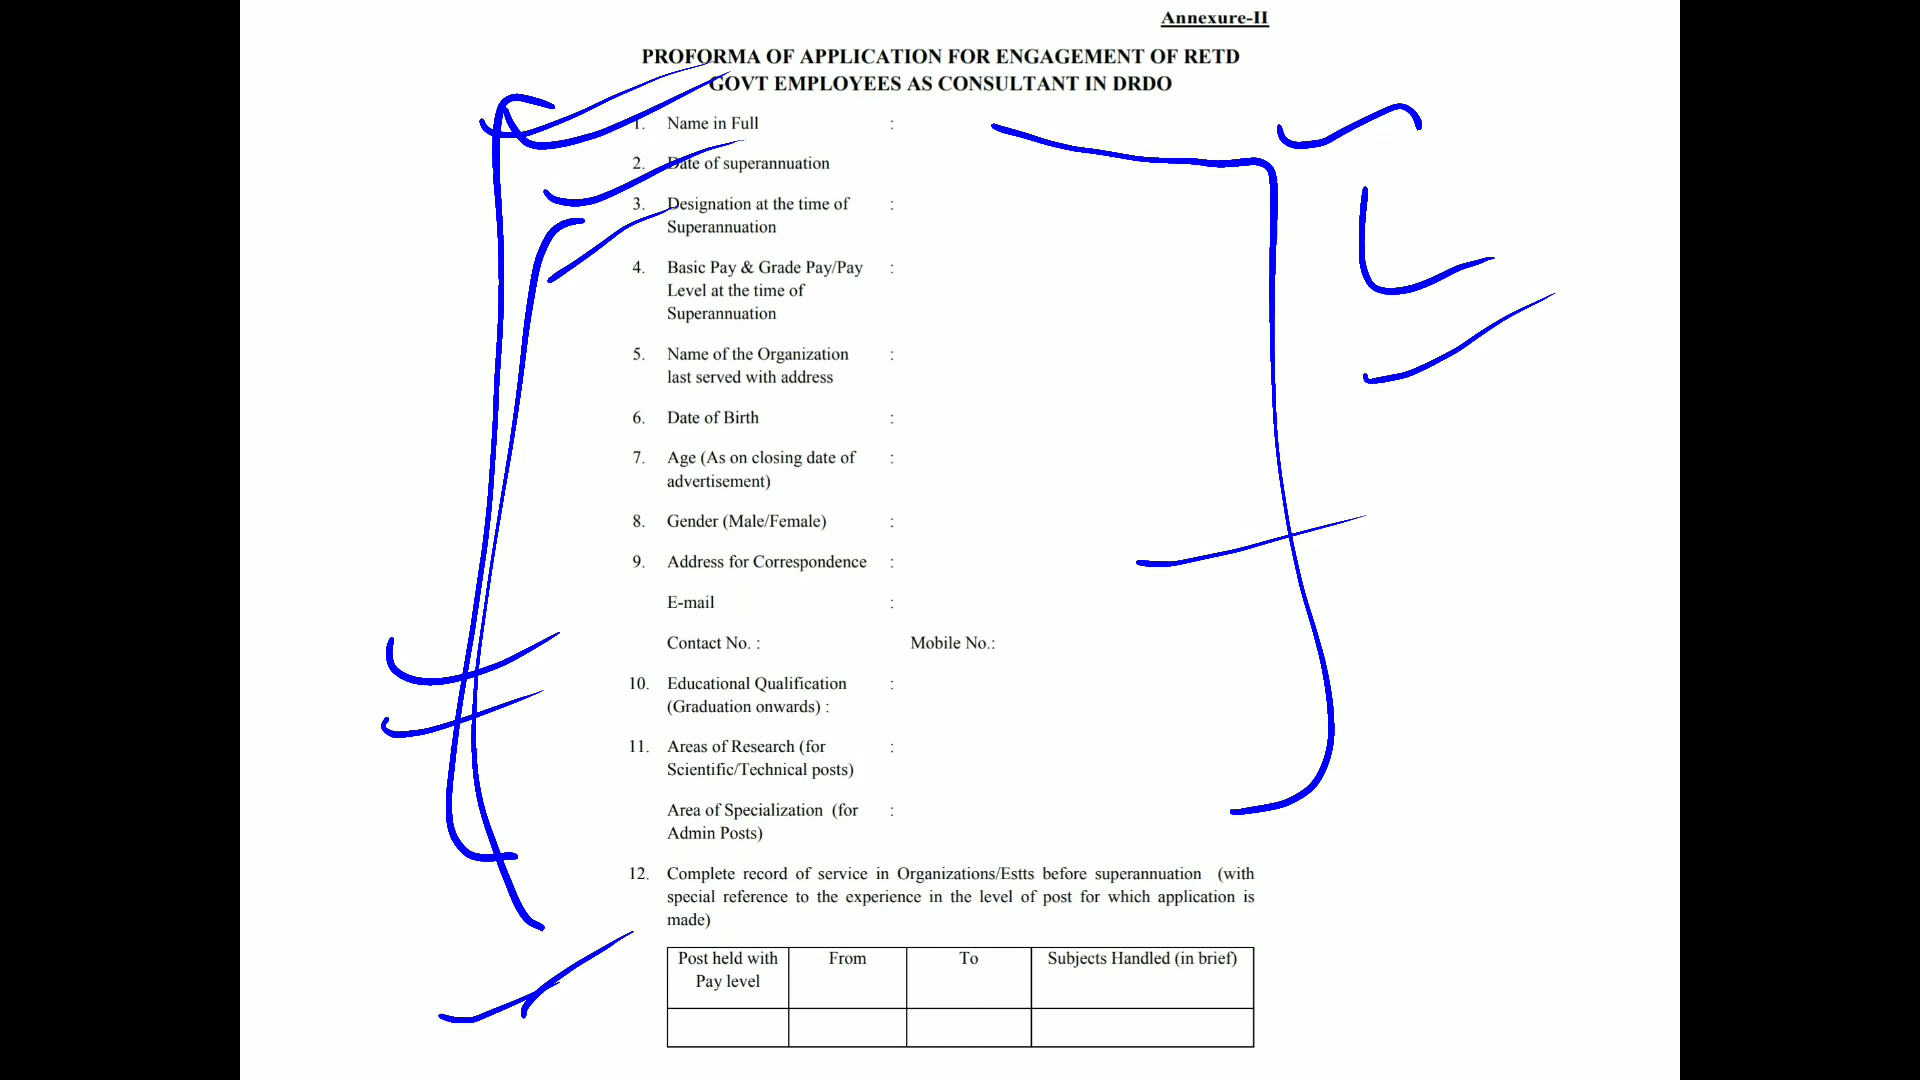 Annexure-II
PROFORMA OF APPLICATION FOR ENGAGEMENT OF RETD
GOVT EMPLOYEES AS CONSULTANT IN DRDO
1. Name in Full :
2. Date of superannuation
3. Designation at the time of :
Superannuation
4. Basic Pay & Grade Pay/Pay :
Level at the time of
Superannuation
5. Name of the Organization :
last served with address
6. Date of Birth :
7. Age (As on closing date of :
advertisement)
8. Gender (Male/Female) :
9. Address for Correspondence :
E-mail :
Contact No. : Mobile No.:
10. Educational Qualification :
(Graduation onwards) :
11. Areas of Research (for :
Scientific/Technical posts)
Area of Specialization (for :
Admin Posts)
12. Complete record of service in Organizations/Estts before superannuation (with
special reference to the experience in the level of post for which application is
made)
Post held with From To Subjects Handled (in brief)
Pay level